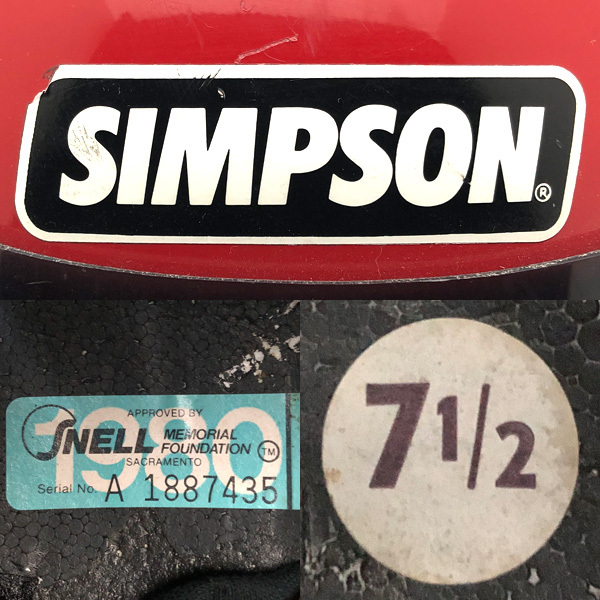 SIMPSON®
1980
APPROVED BY
SNELL MEMORIAL
FOUNDATION TM
SACRAMENTO
Serial No. A 1887435
7 1/2